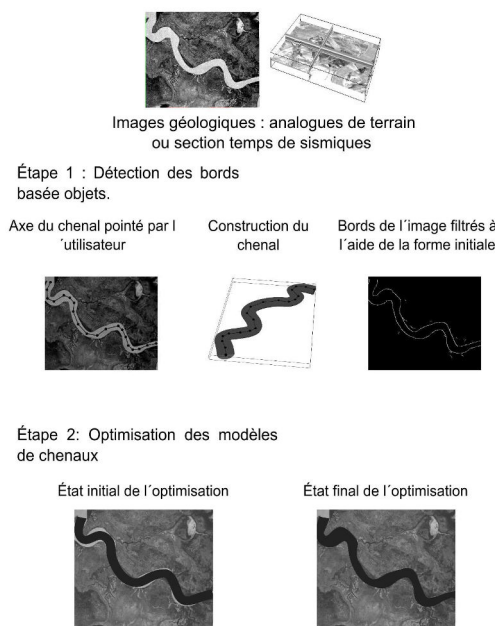 Images géologiques : analogues de terrain
ou section temps de sismiques
Étape 1 : Détection des bords
basée objets.
Axe du chenal pointé par l
´utilisateur
Construction du
chenal
Bords de l´image filtrés à
l´aide de la forme initiale
Étape 2: Optimisation des modèles
de chenaux
État initial de l´optimisation
État final de l´optimisation